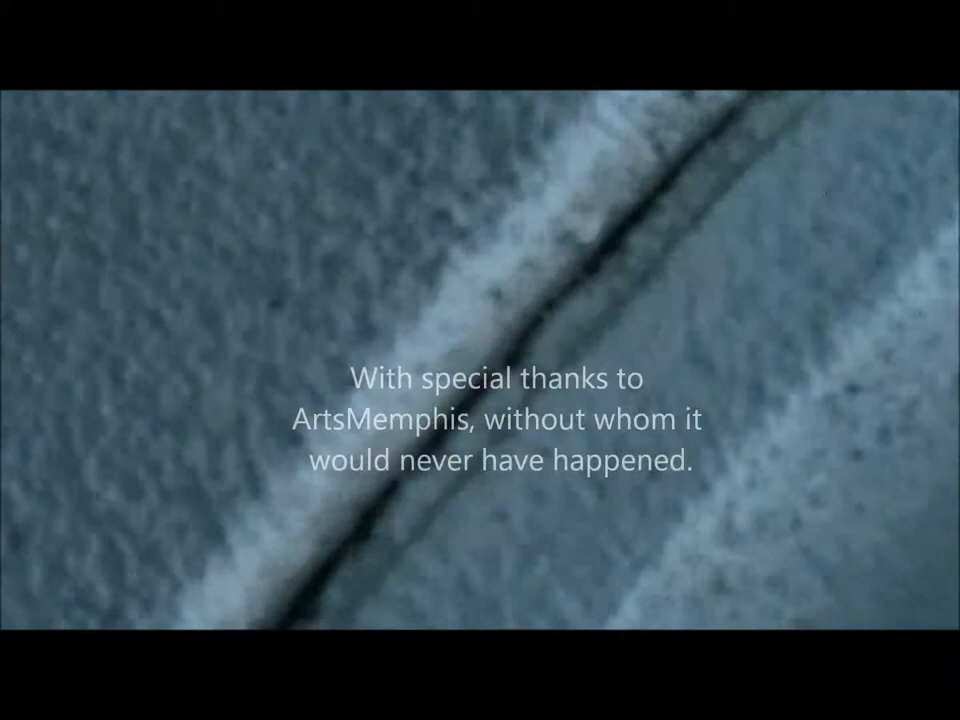 With special thanks to
ArtsMemphis, without whom it
would never have happened.